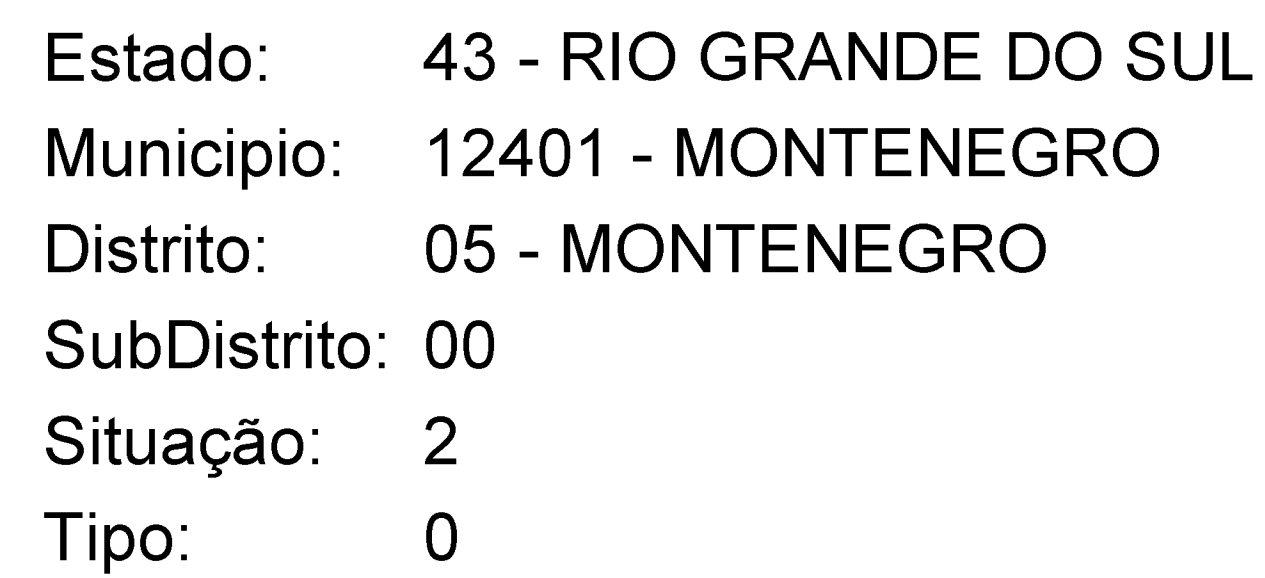 Estado: 43 - RIO GRANDE DO SUL
Municipio: 12401 - MONTENEGRO
Distrito: 05 - MONTENEGRO
SubDistrito: 00
Situação: 2
Tipo: 0